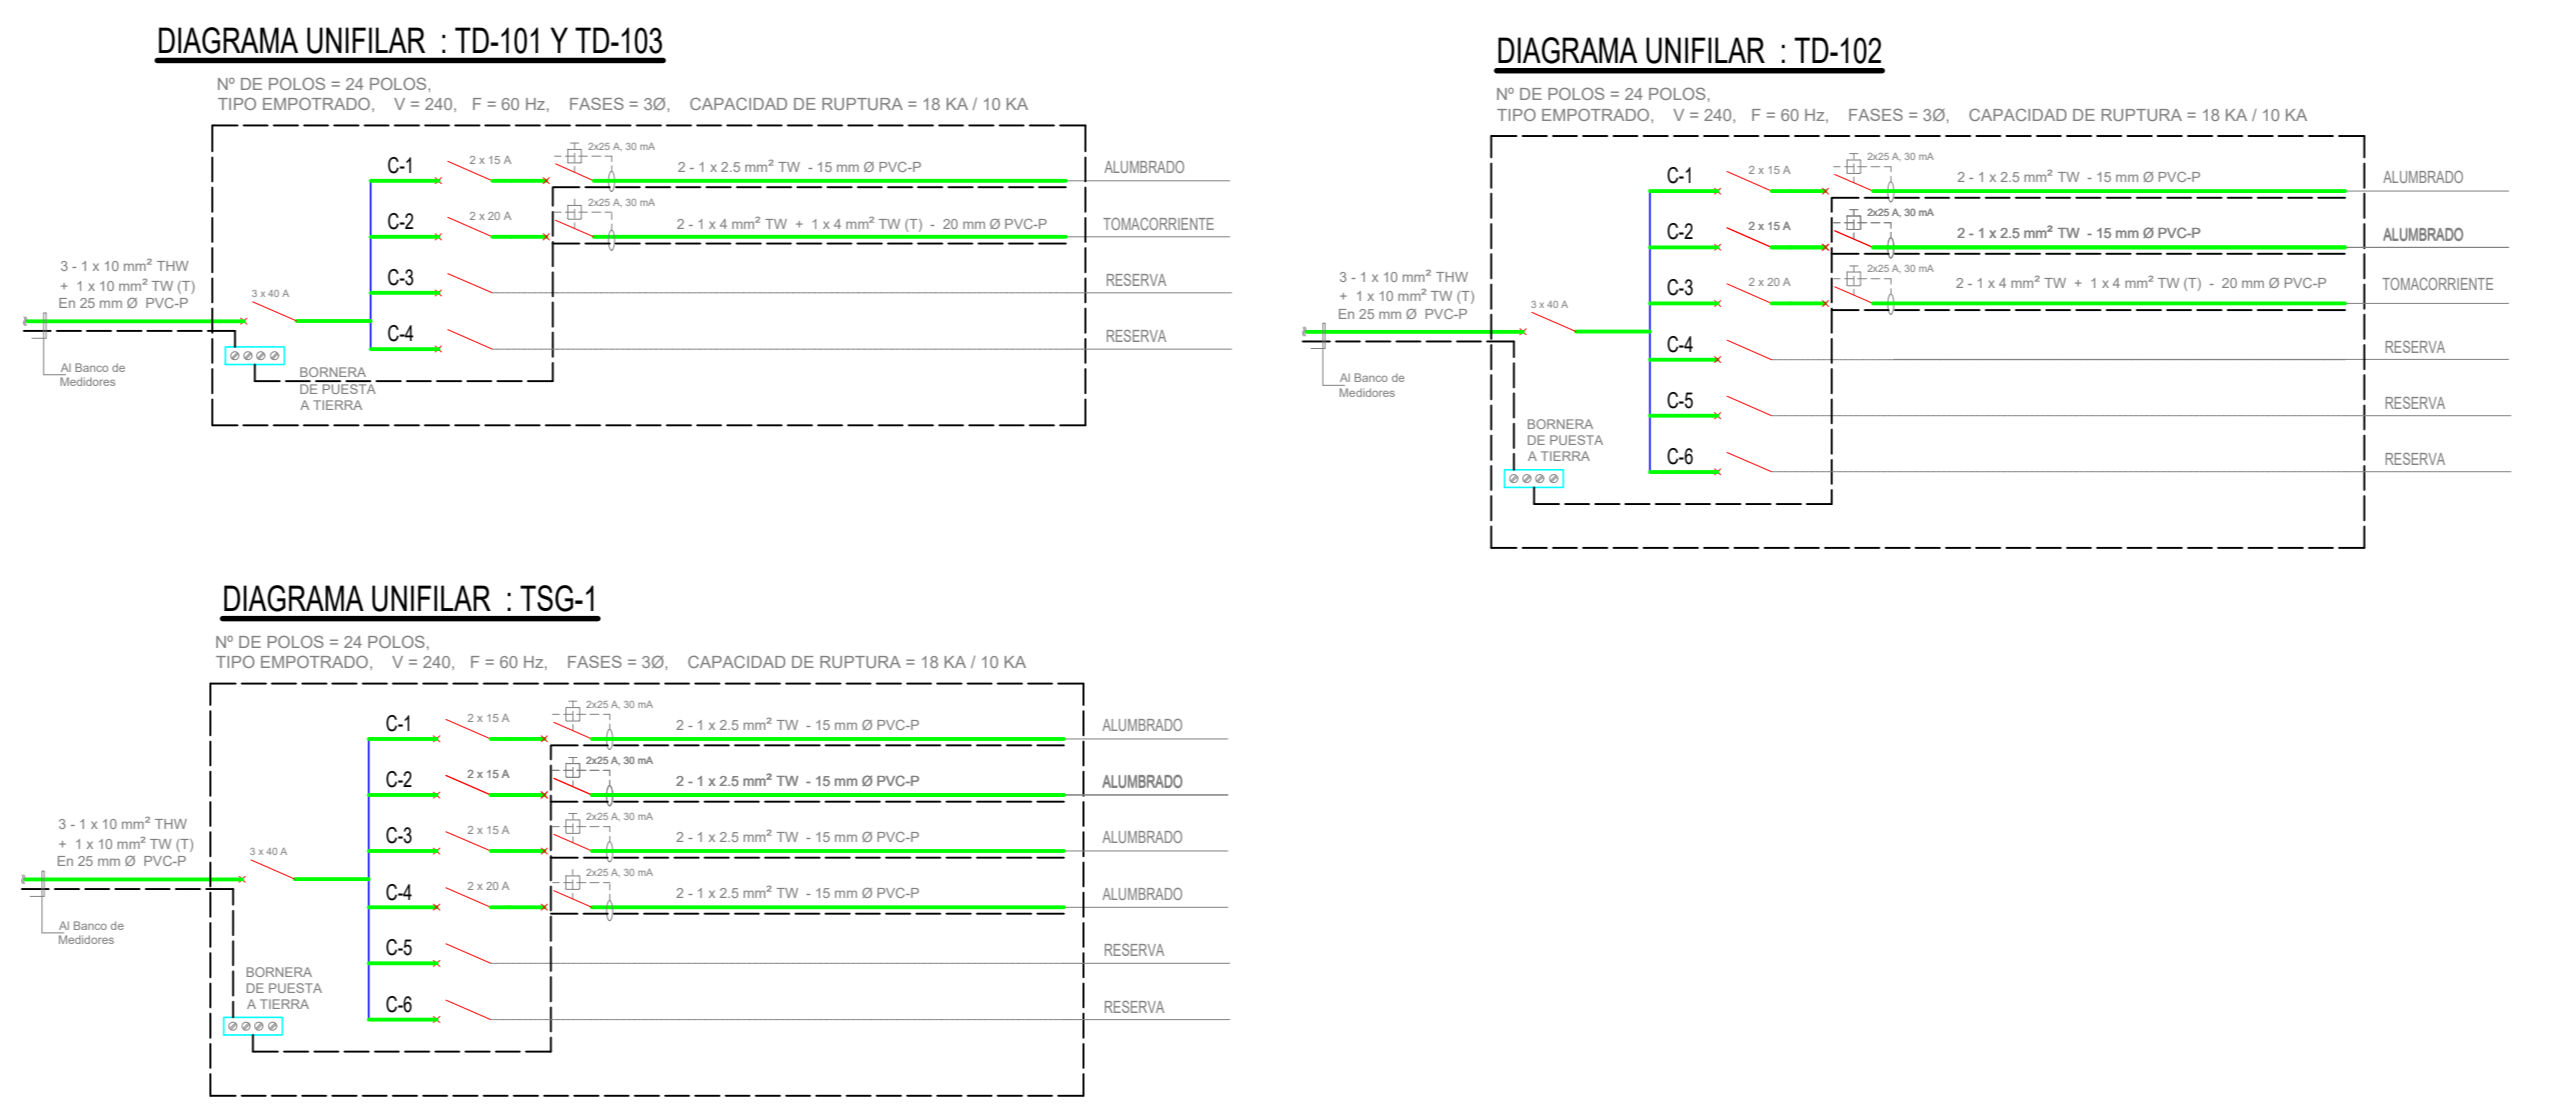 DIAGRAMA UNIFILAR : TD-101 Y TD-103
Nº DE POLOS = 24 POLOS,
TIPO EMPOTRADO, V = 240, F = 60 Hz, FASES = 3Ø, CAPACIDAD DE RUPTURA = 18 KA / 10 KA
C-1
2 x 15 A
2x25 A, 30 mA
2 - 1 x 2.5 mm² TW - 15 mm Ø PVC-P
ALUMBRADO
C-2
2 x 20 A
2x25 A, 30 mA
2 - 1 x 4 mm² TW + 1 x 4 mm² TW (T) - 20 mm Ø PVC-P
TOMACORRIENTE
C-3
RESERVA
C-4
RESERVA
3 - 1 x 10 mm² THW
+ 1 x 10 mm² TW (T)
En 25 mm Ø PVC-P
3 x 40 A
Al Banco de
Medidores
BORNERA
DE PUESTA
A TIERRA
DIAGRAMA UNIFILAR : TD-102
Nº DE POLOS = 24 POLOS,
TIPO EMPOTRADO, V = 240, F = 60 Hz, FASES = 3Ø, CAPACIDAD DE RUPTURA = 18 KA / 10 KA
C-1
2 x 15 A
2x25 A, 30 mA
2 - 1 x 2.5 mm² TW - 15 mm Ø PVC-P
ALUMBRADO
C-2
2 x 15 A
2x25 A, 30 mA
2 - 1 x 2.5 mm² TW - 15 mm Ø PVC-P
ALUMBRADO
C-3
2 x 20 A
2x25 A, 30 mA
2 - 1 x 4 mm² TW + 1 x 4 mm² TW (T) - 20 mm Ø PVC-P
TOMACORRIENTE
C-4
RESERVA
C-5
RESERVA
C-6
RESERVA
3 - 1 x 10 mm² THW
+ 1 x 10 mm² TW (T)
En 25 mm Ø PVC-P
3 x 40 A
Al Banco de
Medidores
BORNERA
DE PUESTA
A TIERRA
DIAGRAMA UNIFILAR : TSG-1
Nº DE POLOS = 24 POLOS,
TIPO EMPOTRADO, V = 240, F = 60 Hz, FASES = 3Ø, CAPACIDAD DE RUPTURA = 18 KA / 10 KA
C-1
2 x 15 A
2x25 A, 30 mA
2 - 1 x 2.5 mm² TW - 15 mm Ø PVC-P
ALUMBRADO
C-2
2 x 15 A
2x25 A, 30 mA
2 - 1 x 2.5 mm² TW - 15 mm Ø PVC-P
ALUMBRADO
C-3
2 x 15 A
2x25 A, 30 mA
2 - 1 x 2.5 mm² TW - 15 mm Ø PVC-P
ALUMBRADO
C-4
2 x 20 A
2x25 A, 30 mA
2 - 1 x 2.5 mm² TW - 15 mm Ø PVC-P
ALUMBRADO
C-5
RESERVA
C-6
RESERVA
3 - 1 x 10 mm² THW
+ 1 x 10 mm² TW (T)
En 25 mm Ø PVC-P
3 x 40 A
Al Banco de
Medidores
BORNERA
DE PUESTA
A TIERRA